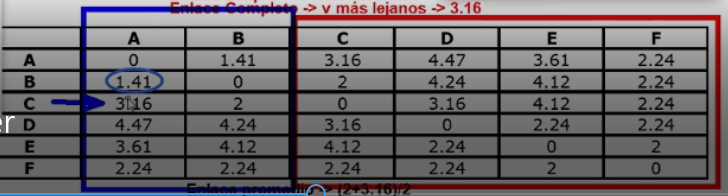 Enlace Completo -> v más lejanos -> 3.16
A B C D E F
A 0 1.41 3.16 4.47 3.61 2.24
B 1.41 0 2 4.24 4.12 2.24
C 3.16 2 0 3.16 4.12 2.24
er
D 4.47 4.24 3.16 0 2.24 2.24
E 3.61 4.12 4.12 2.24 0 2
F 2.24 2.24 2.24 2.24 2 0
Enlace promedio -> (2+3.16)/2